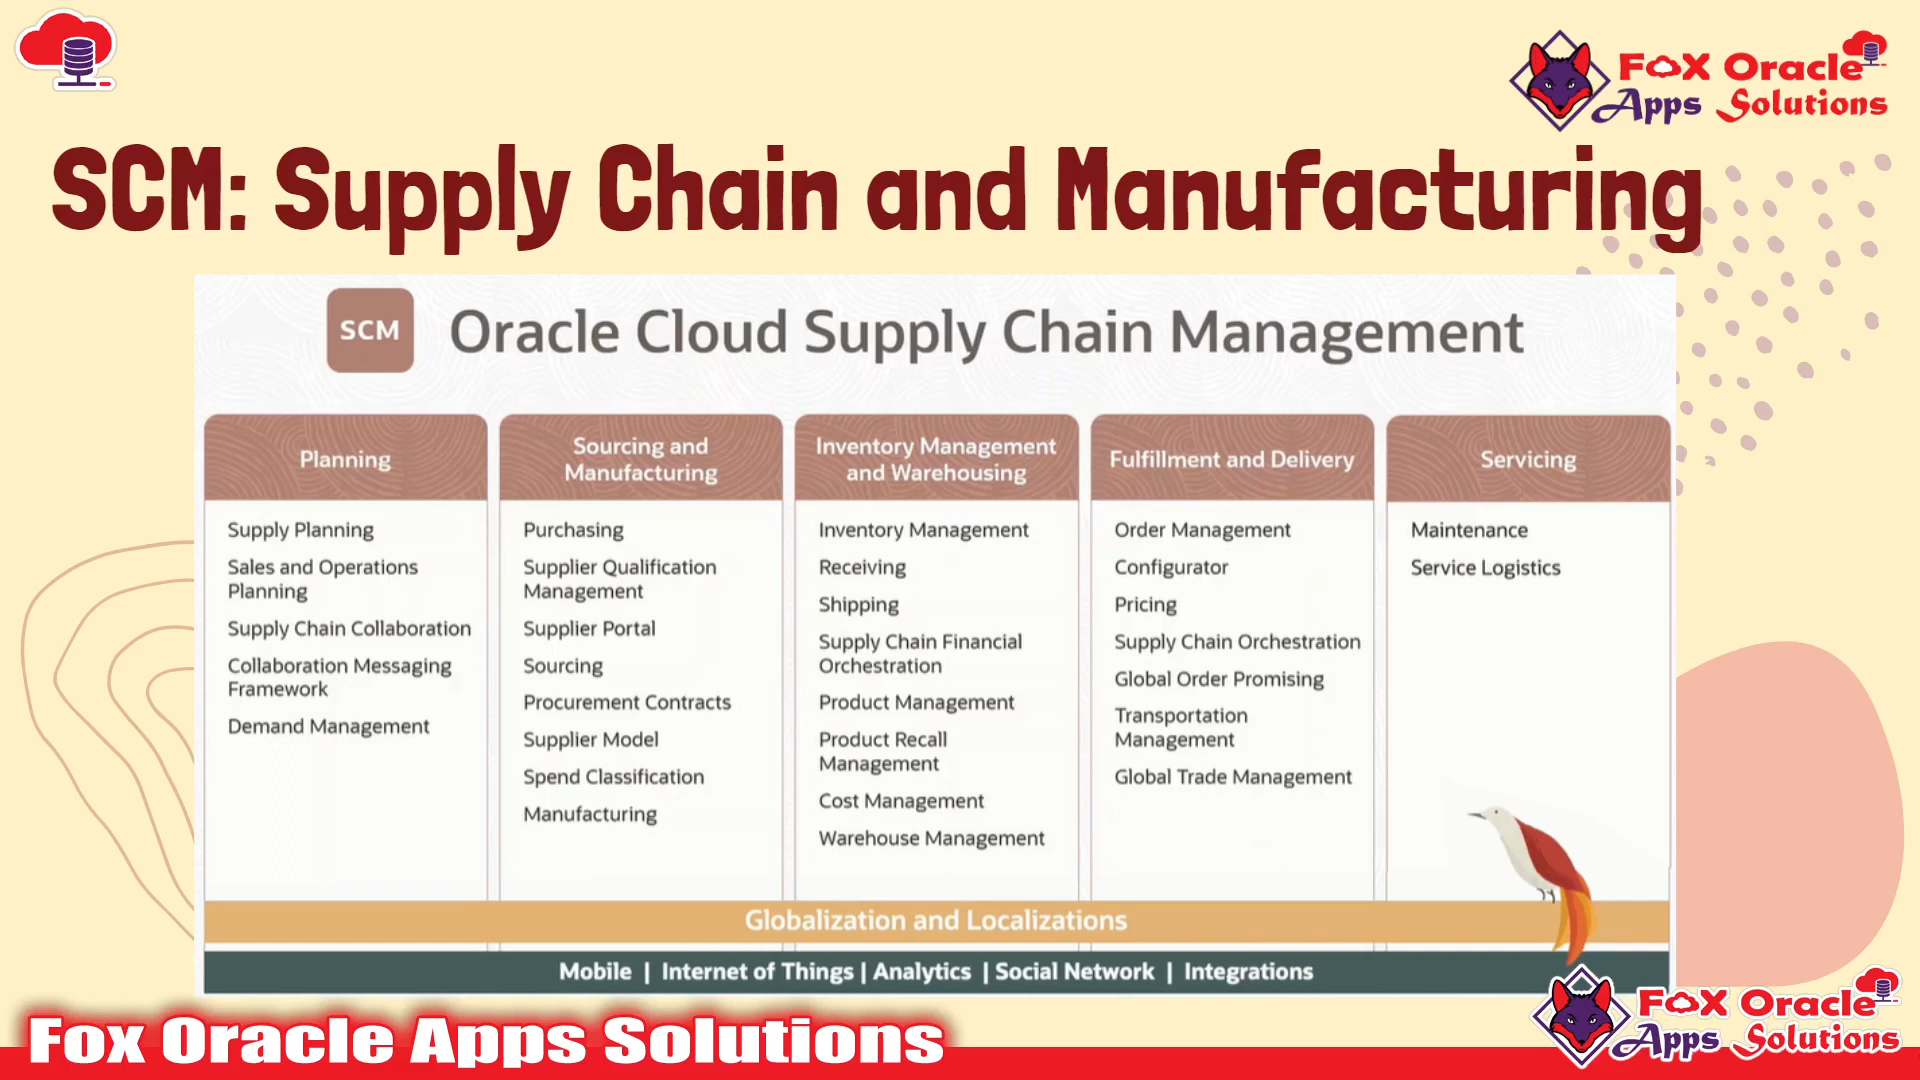 FoX Oracle
Apps Solutions
SCM: Supply Chain and Manufacturing
SCM
Oracle Cloud Supply Chain Management
Planning
Supply Planning
Sales and Operations
Planning
Supply Chain Collaboration
Collaboration Messaging
Framework
Demand Management
Sourcing and
Manufacturing
Purchasing
Supplier Qualification
Management
Supplier Portal
Sourcing
Procurement Contracts
Supplier Model
Spend Classification
Manufacturing
Inventory Management
and Warehousing
Inventory Management
Receiving
Shipping
Supply Chain Financial
Orchestration
Product Management
Product Recall
Management
Cost Management
Warehouse Management
Fulfillment and Delivery
Order Management
Configurator
Pricing
Supply Chain Orchestration
Global Order Promising
Transportation
Management
Global Trade Management
Servicing
Maintenance
Service Logistics
Globalization and Localizations
Mobile | Internet of Things | Analytics | Social Network | Integrations
Fox Oracle Apps Solutions
FoX Oracle
Apps Solutions